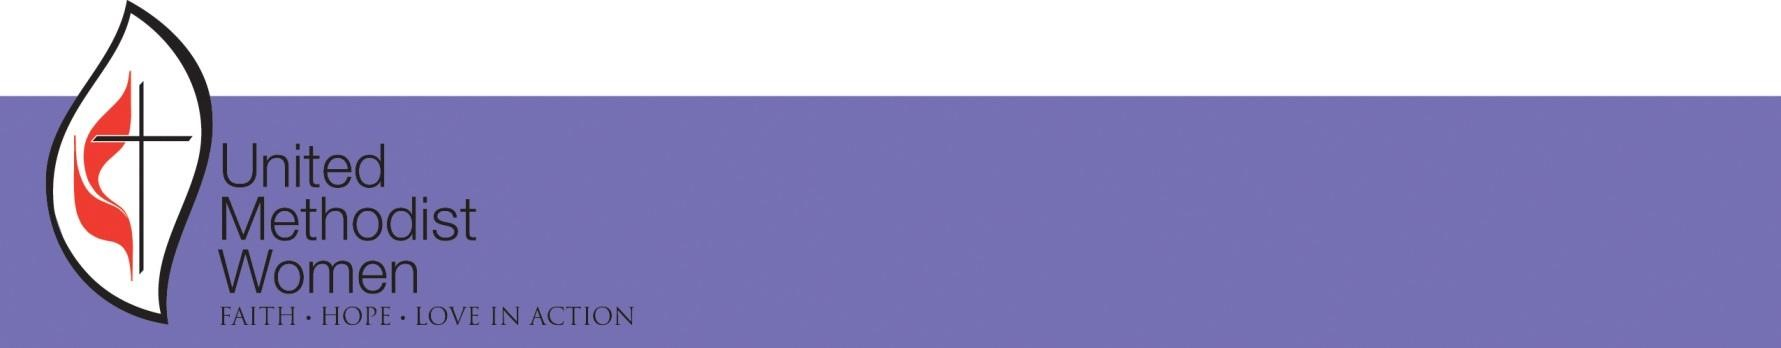 United
Methodist
Women
FAITH • HOPE • LOVE IN ACTION